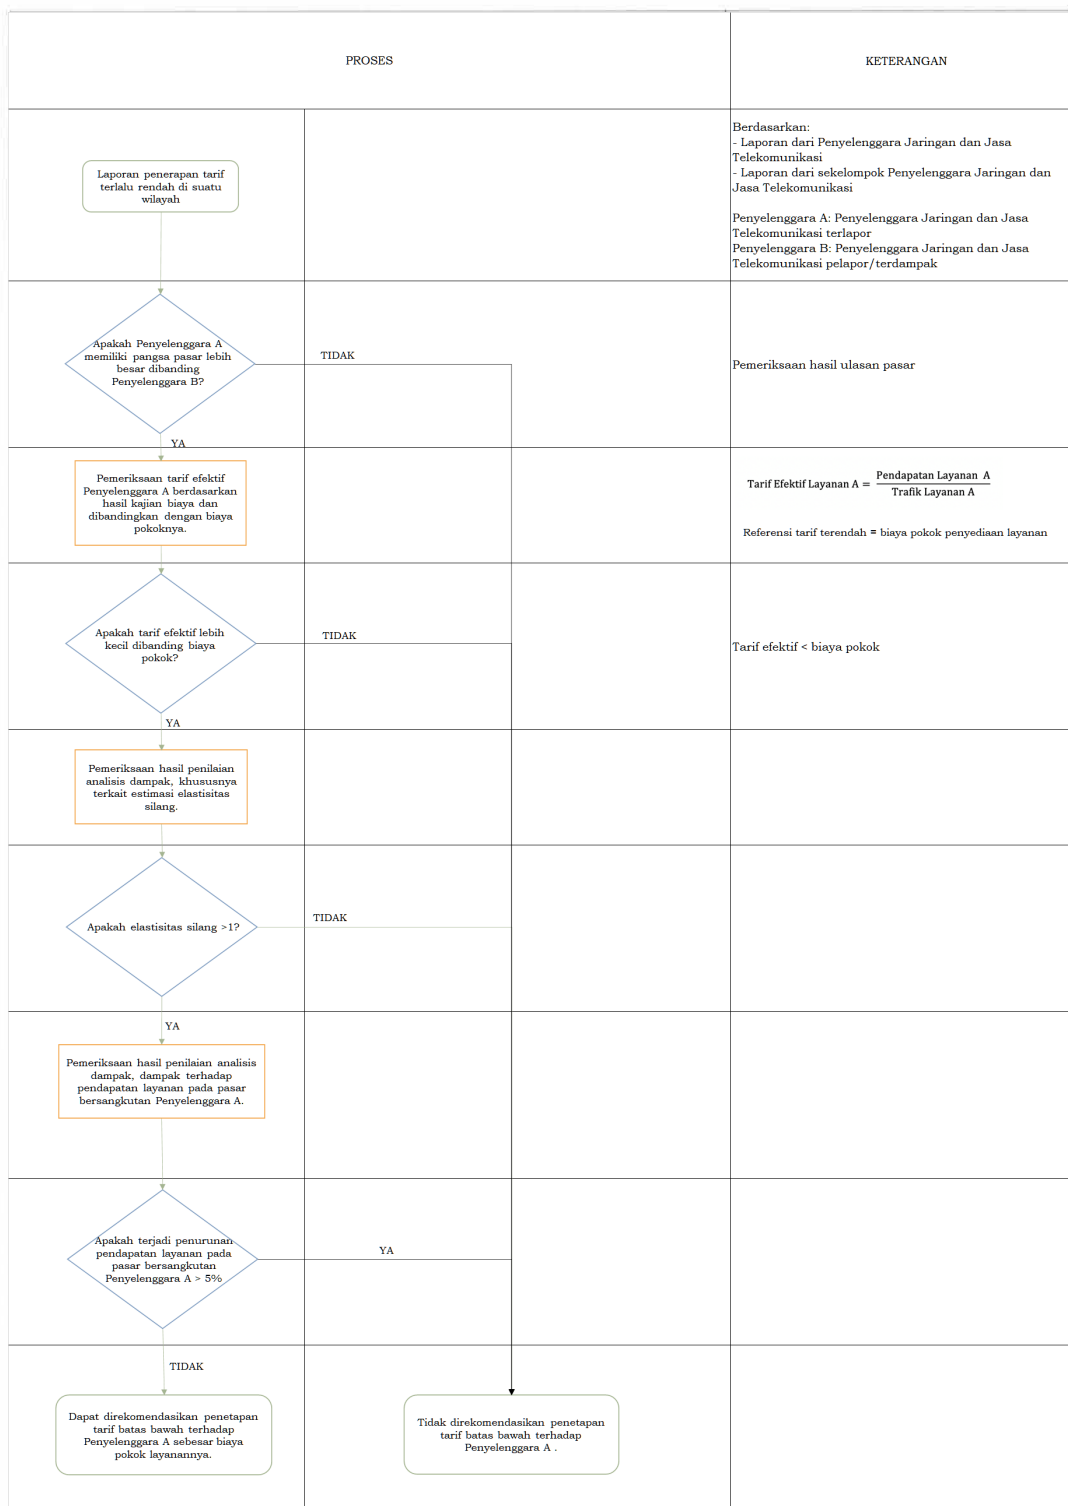 PROSES
KETERANGAN
Laporan penerapan tarif
terlalu rendah di suatu
wilayah
Berdasarkan:
- Laporan dari Penyelenggara Jaringan dan Jasa
Telekomunikasi
- Laporan dari sekelompok Penyelenggara Jaringan dan
Jasa Telekomunikasi
Penyelenggara A: Penyelenggara Jaringan dan Jasa
Telekomunikasi terlapor
Penyelenggara B: Penyelenggara Jaringan dan Jasa
Telekomunikasi pelapor/terdampak
Apakah Penyelenggara A
memiliki pangsa pasar lebih
besar dibanding
Penyelenggara B?
TIDAK
Pemeriksaan hasil ulasan pasar
YA
Pemeriksaan tarif efektif
Penyelenggara A berdasarkan
hasil kajian biaya dan
dibandingkan dengan biaya
pokoknya.
Tarif Efektif Layanan A = Pendapatan Layanan A
Trafik Layanan A
Referensi tarif terendah = biaya pokok penyediaan layanan
Apakah tarif efektif lebih
kecil dibanding biaya
pokok?
TIDAK
Tarif efektif < biaya pokok
YA
Pemeriksaan hasil penilaian
analisis dampak, khususnya
terkait estimasi elastisitas
silang.
Apakah elastisitas silang >1?
TIDAK
YA
Pemeriksaan hasil penilaian analisis
dampak, dampak terhadap
pendapatan layanan pada pasar
bersangkutan Penyelenggara A.
Apakah terjadi penurunan
pendapatan layanan pada
pasar bersangkutan
Penyelenggara A > 5%
YA
TIDAK
Dapat direkomendasikan penetapan
tarif batas bawah terhadap
Penyelenggara A sebesar biaya
pokok layanannya.
Tidak direkomendasikan penetapan
tarif batas bawah terhadap
Penyelenggara A .